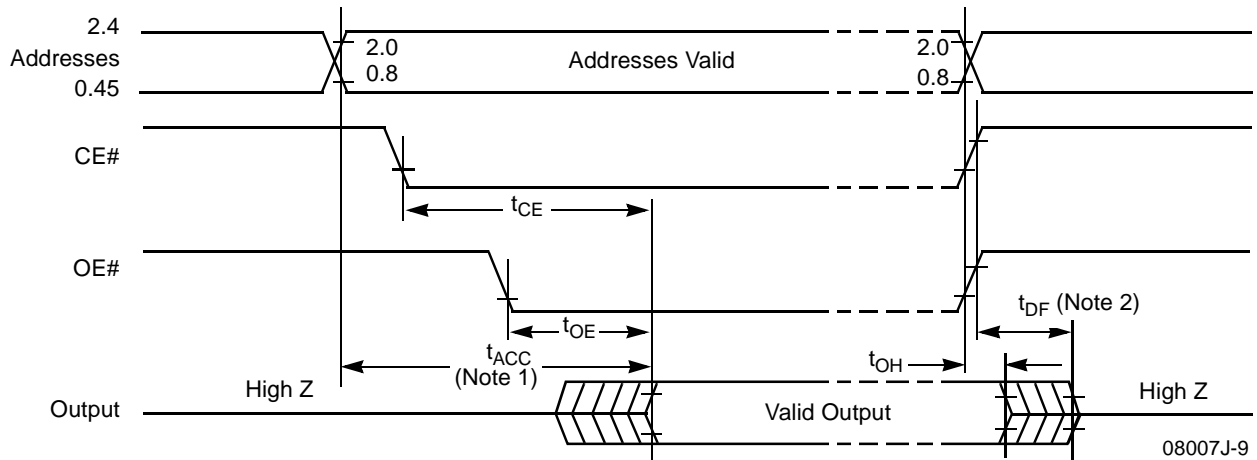 2.4
Addresses
0.45
2.0
0.8
Addresses Valid
2.0
0.8
CE#
tCE
OE#
tOE
tDF (Note 2)
tACC
(Note 1)
tOH
High Z
High Z
Output
Valid Output
08007J-9